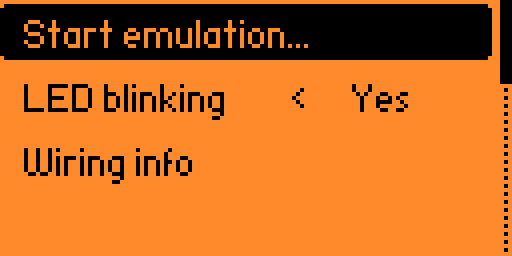 Start emulation...
LED blinking < Yes
Wiring info